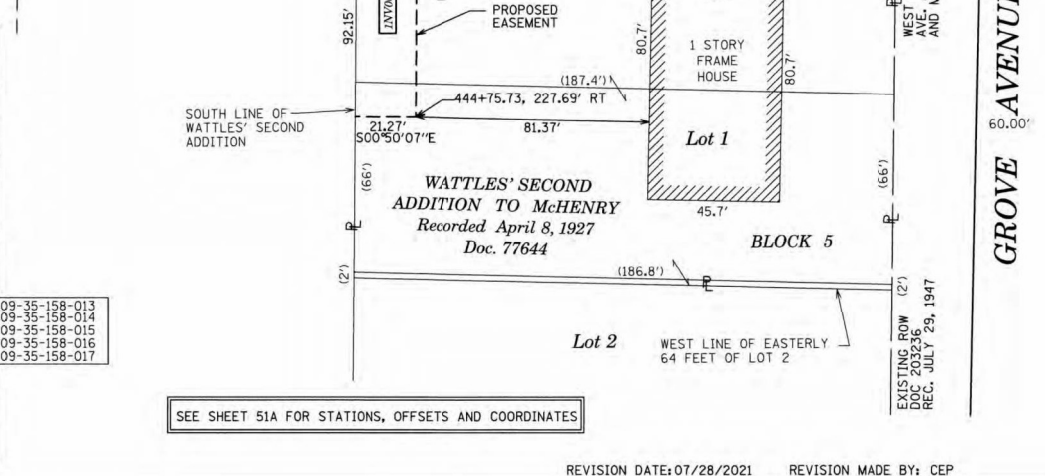 PROPOSED
EASEMENT
92.15'
80.7'
1 STORY
FRAME
HOUSE
80.7'
WEST
AVE.
GROVE AVENUE
60.00'
(187.4')
444+75.73, 227.69' RT
SOUTH LINE OF
WATTLES' SECOND
ADDITION
21.27'
S00°50'07"E
81.37'
Lot 1
(66')
(66')
WATTLES' SECOND
ADDITION TO McHENRY
Recorded April 8, 1927
Doc. 77644
45.7'
BLOCK 5
PL
PL
(2')
(186.8')
PL
(2')
09-35-158-013
09-35-158-014
09-35-158-015
09-35-158-016
09-35-158-017
Lot 2
WEST LINE OF EASTERLY
64 FEET OF LOT 2
EXISTING ROW
DOC 203236
REC. JULY 29, 1947
SEE SHEET 51A FOR STATIONS, OFFSETS AND COORDINATES
REVISION DATE: 07/28/2021 REVISION MADE BY: CEP